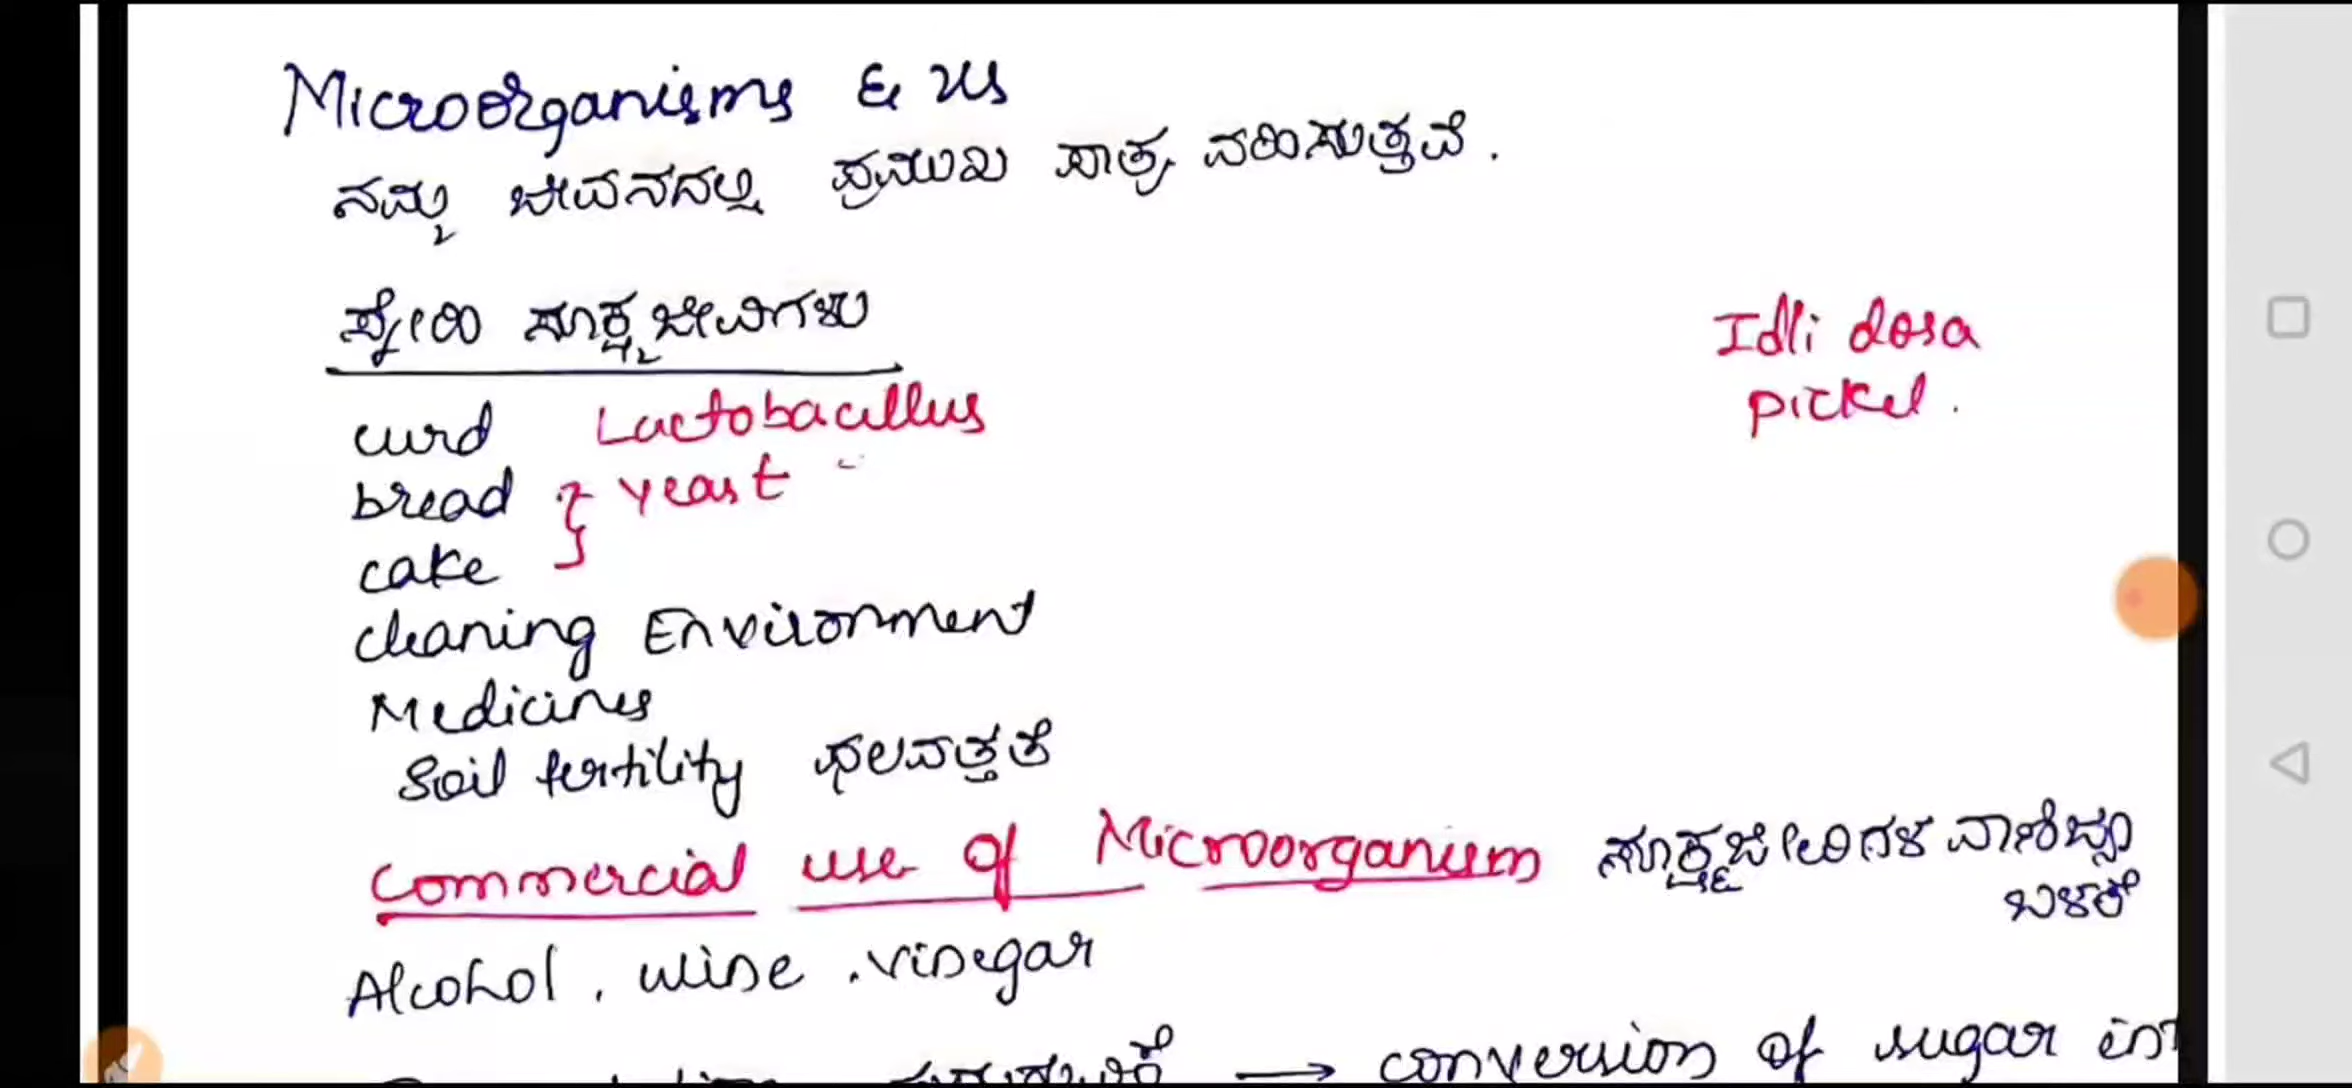 Microorganisms & us
ನಮ್ಮ ಜೀವನದಲ್ಲಿ ಪ್ರಮುಖ ಪಾತ್ರ ವಹಿಸುತ್ತವೆ.
ಸ್ನೇಹಿ ಸೂಕ್ಷ್ಮಜೀವಿಗಳು
Idli dosa
pickel.
curd Lactobacillus
bread } yeast
cake
cleaning Environment
Medicines
Soil fertility ಫಲವತ್ತತೆ
commercial use of Microorganism ಸೂಕ್ಷ್ಮಜೀವಿಗಳ ವಾಣಿಜ್ಯ
ಬಳಕೆ
Alcohol, wine, vinegar
→ conversion of sugar int